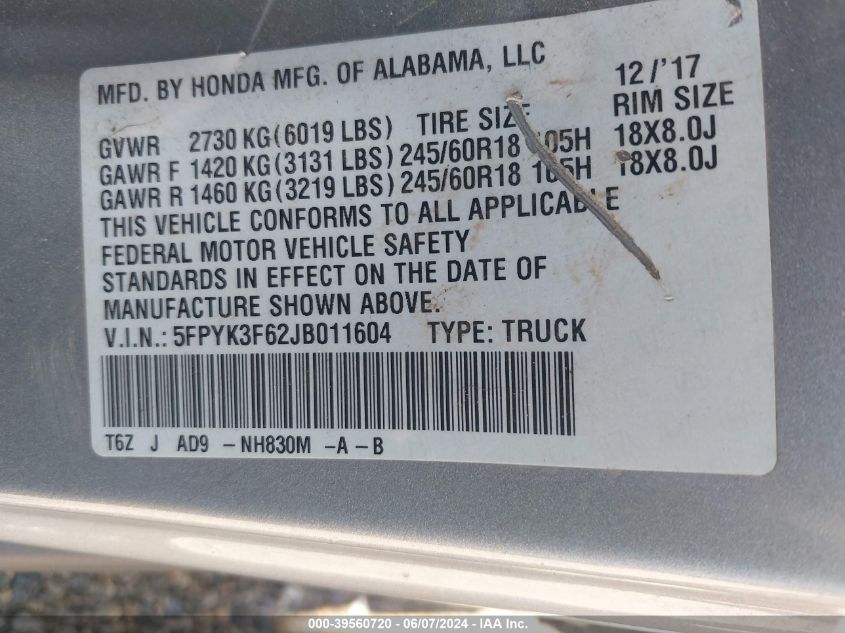 MFD. BY HONDA MFG. OF ALABAMA, LLC 12/'17
GVWR 2730 KG(6019 LBS) TIRE SIZE RIM SIZE
GAWR F 1420 KG(3131 LBS) 245/60R18 105H 18X8.0J
GAWR R 1460 KG(3219 LBS) 245/60R18 105H 18X8.0J
THIS VEHICLE CONFORMS TO ALL APPLICABLE
FEDERAL MOTOR VEHICLE SAFETY
STANDARDS IN EFFECT ON THE DATE OF
MANUFACTURE SHOWN ABOVE.
V.I.N.: 5FPYK3F62JB011604 TYPE: TRUCK
T6Z J AD9 -NH830M -A -B
000-39560720 - 06/07/2024 - IAA Inc.